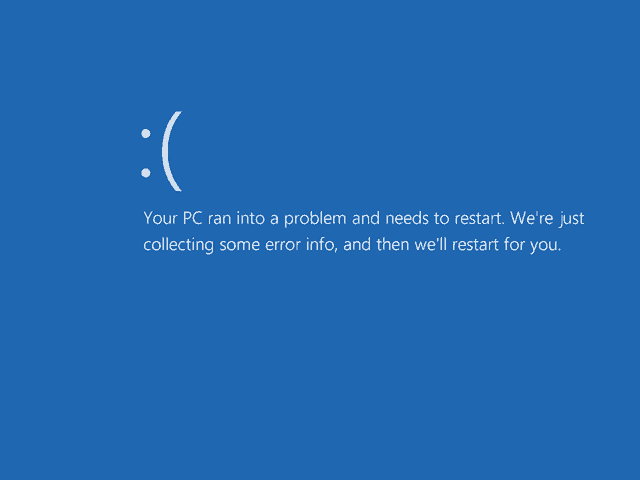 :(
Your PC ran into a problem and needs to restart. We're just
collecting some error info, and then we'll restart for you.